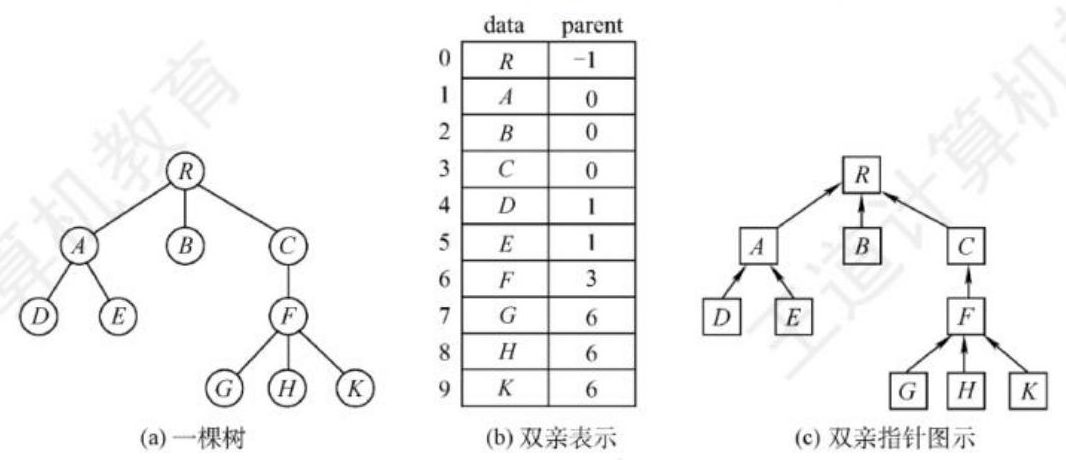 data parent
0 R -1
1 A 0
2 B 0
3 C 0
4 D 1
5 E 1
6 F 3
7 G 6
8 H 6
9 K 6
R
A B C
D E F
G H K
(a) 一棵树
(b) 双亲表示
R
A B C
D E F
G H K
(c) 双亲指针图示
算机教育
王道计算机